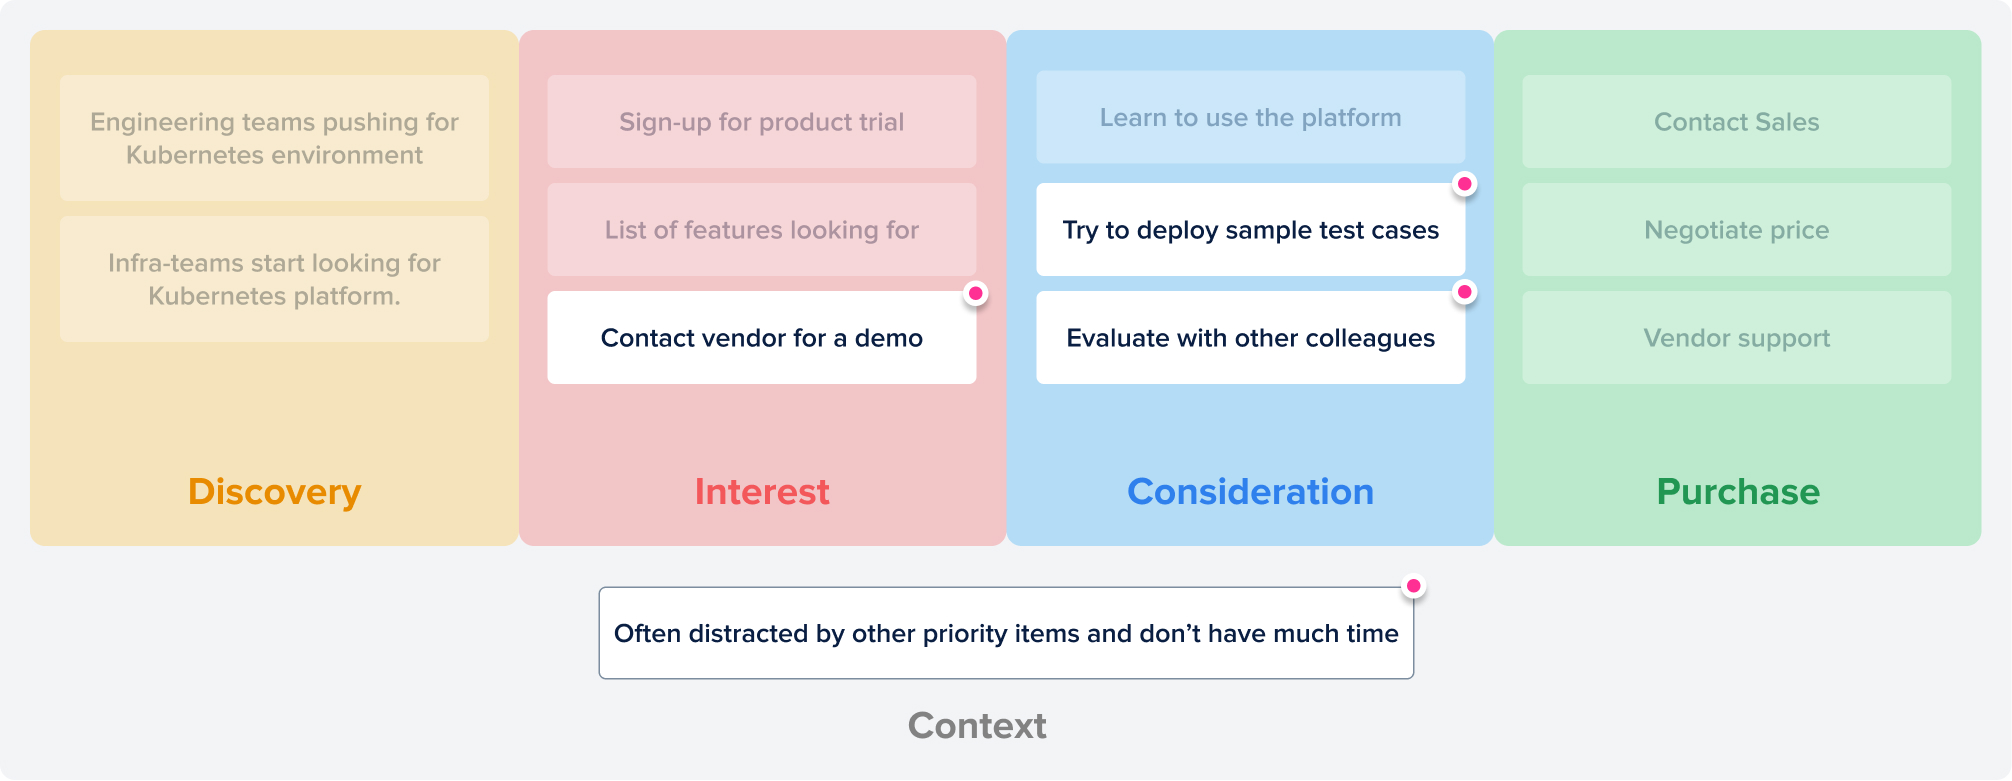 Engineering teams pushing for
Kubernetes environment
Infra-teams start looking for
Kubernetes platform.
Discovery
Sign-up for product trial
List of features looking for
Contact vendor for a demo
Interest
Learn to use the platform
Try to deploy sample test cases
Evaluate with other colleagues
Consideration
Contact Sales
Negotiate price
Vendor support
Purchase
Often distracted by other priority items and don’t have much time
Context